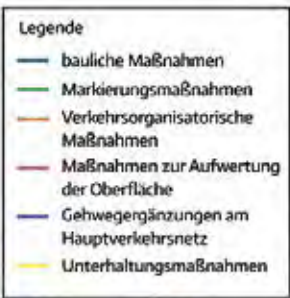 Legende
bauliche Maßnahmen
Markierungsmaßnahmen
Verkehrsorganisatorische
Maßnahmen
Maßnahmen zur Aufwertung
der Oberfläche
Gehwegergänzungen am
Hauptverkehrsnetz
Unterhaltungsmaßnahmen